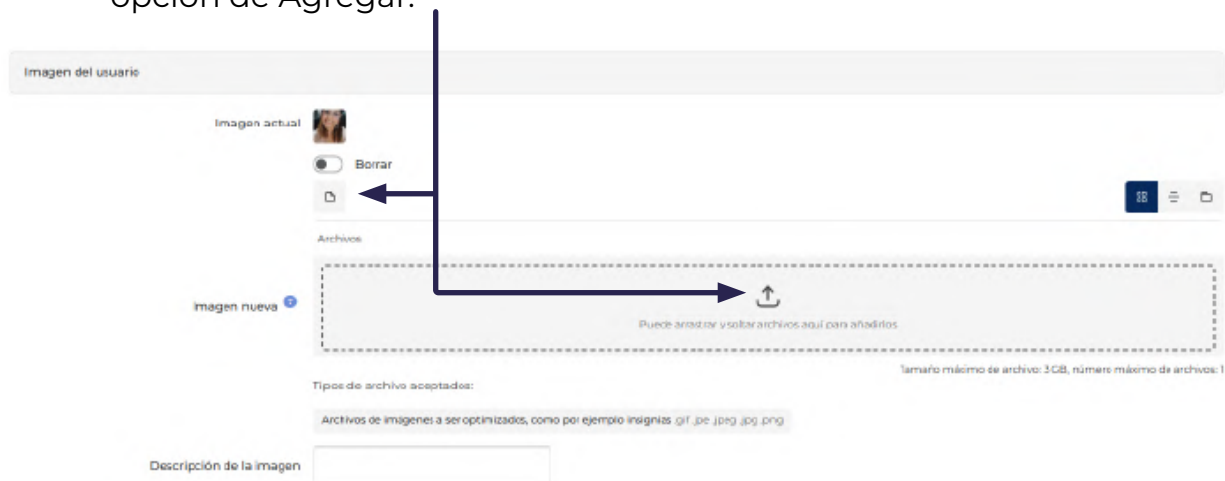 opción de Agregar.
Imagen del usuario
Imagen actual
Borrar
Archivos
Imagen nueva
Puede arrastrar y soltar archivos aquí para añadirlos
Tamaño máximo de archivo: 3GB, número máximo de archivos: 1
Tipos de archivo aceptados:
Archivos de imágenes a ser optimizados, como por ejemplo insignias .gif .jpe .jpeg .jpg .png
Descripción de la imagen